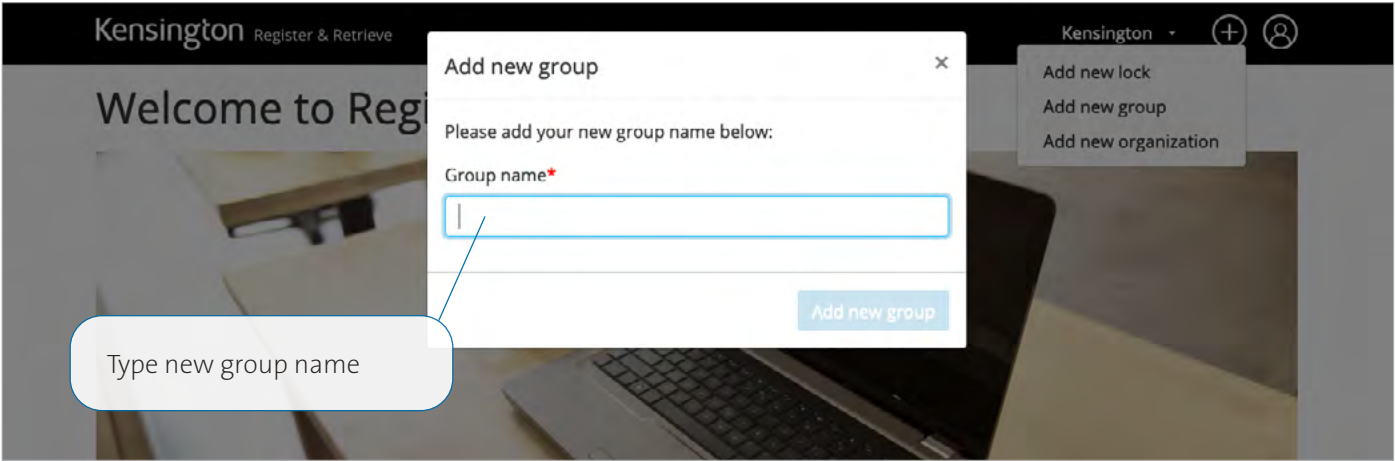 Kensington Register & Retrieve
Kensington
Add new lock
Add new group
Add new organization
Welcome to Regi
Add new group ×
Please add your new group name below:
Group name*
Add new group
Type new group name